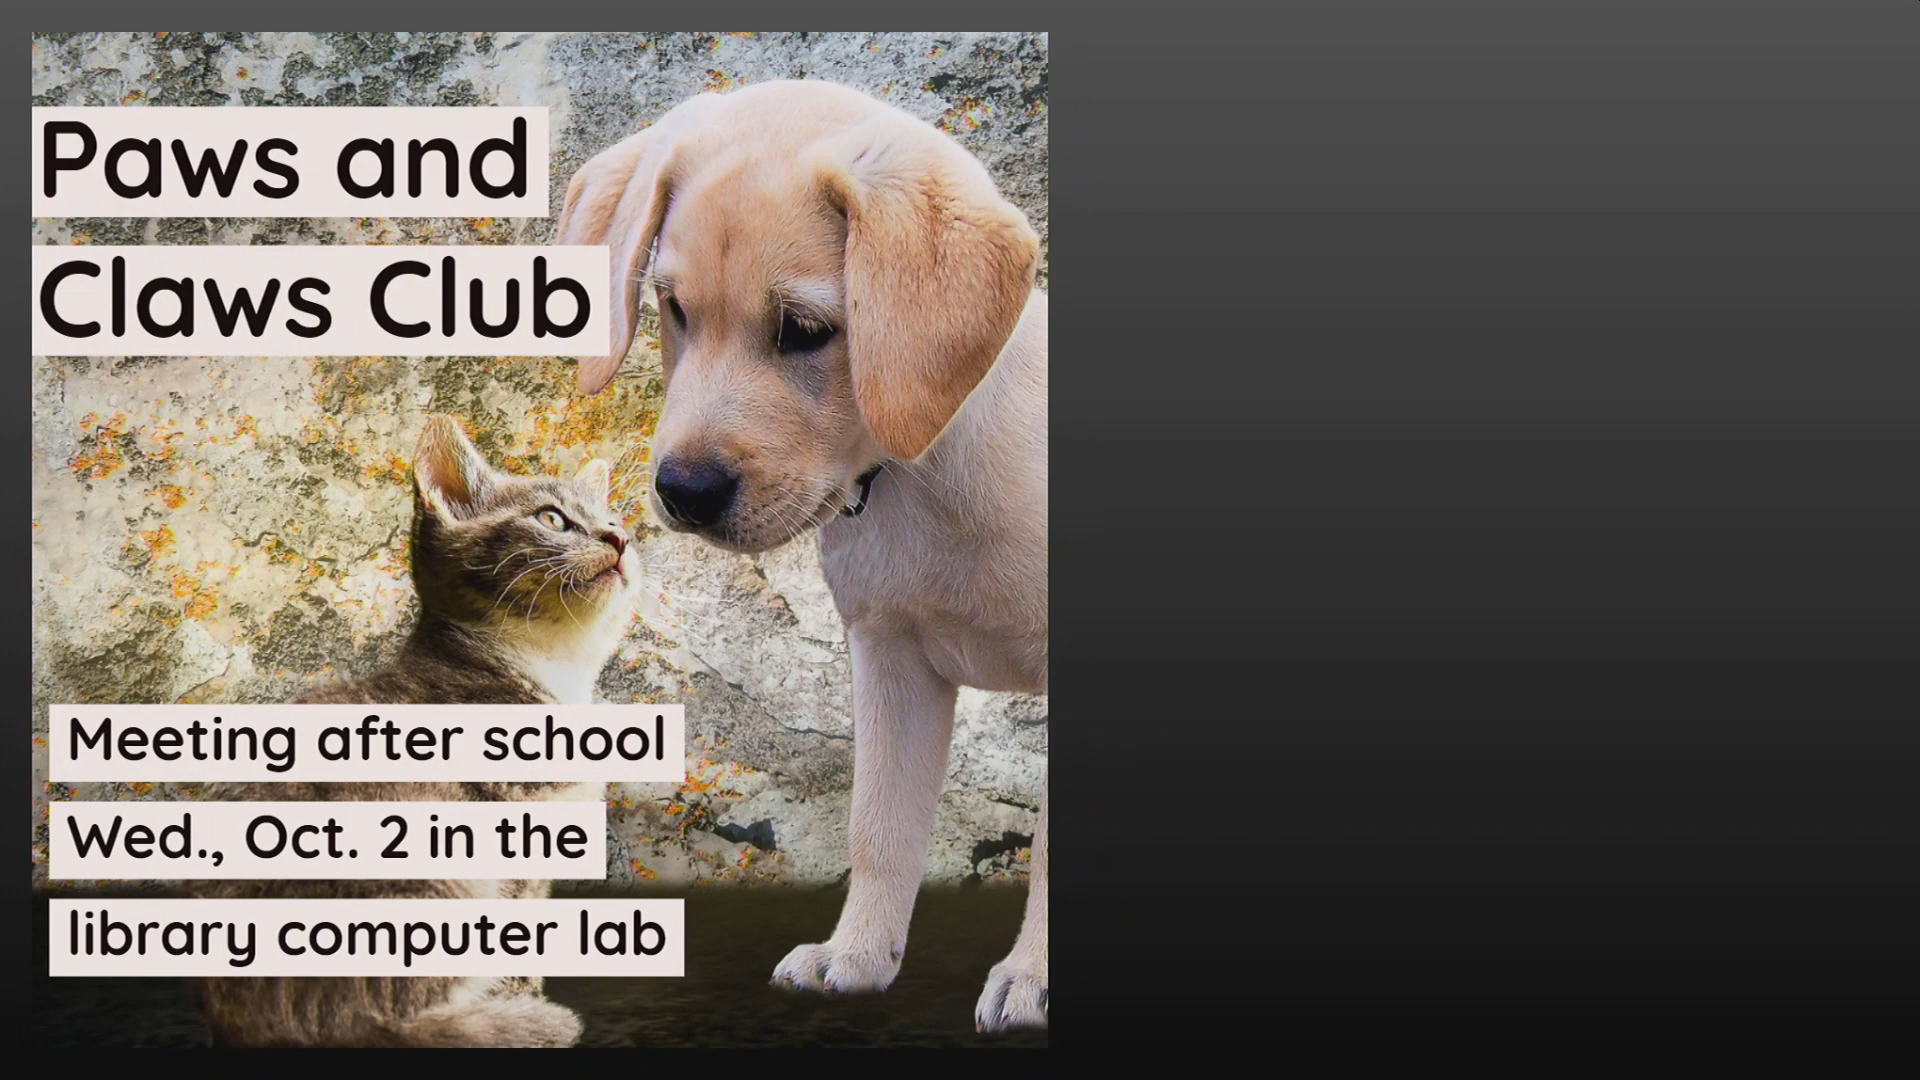 Paws and
Claws Club
Meeting after school
Wed., Oct. 2 in the
library computer lab